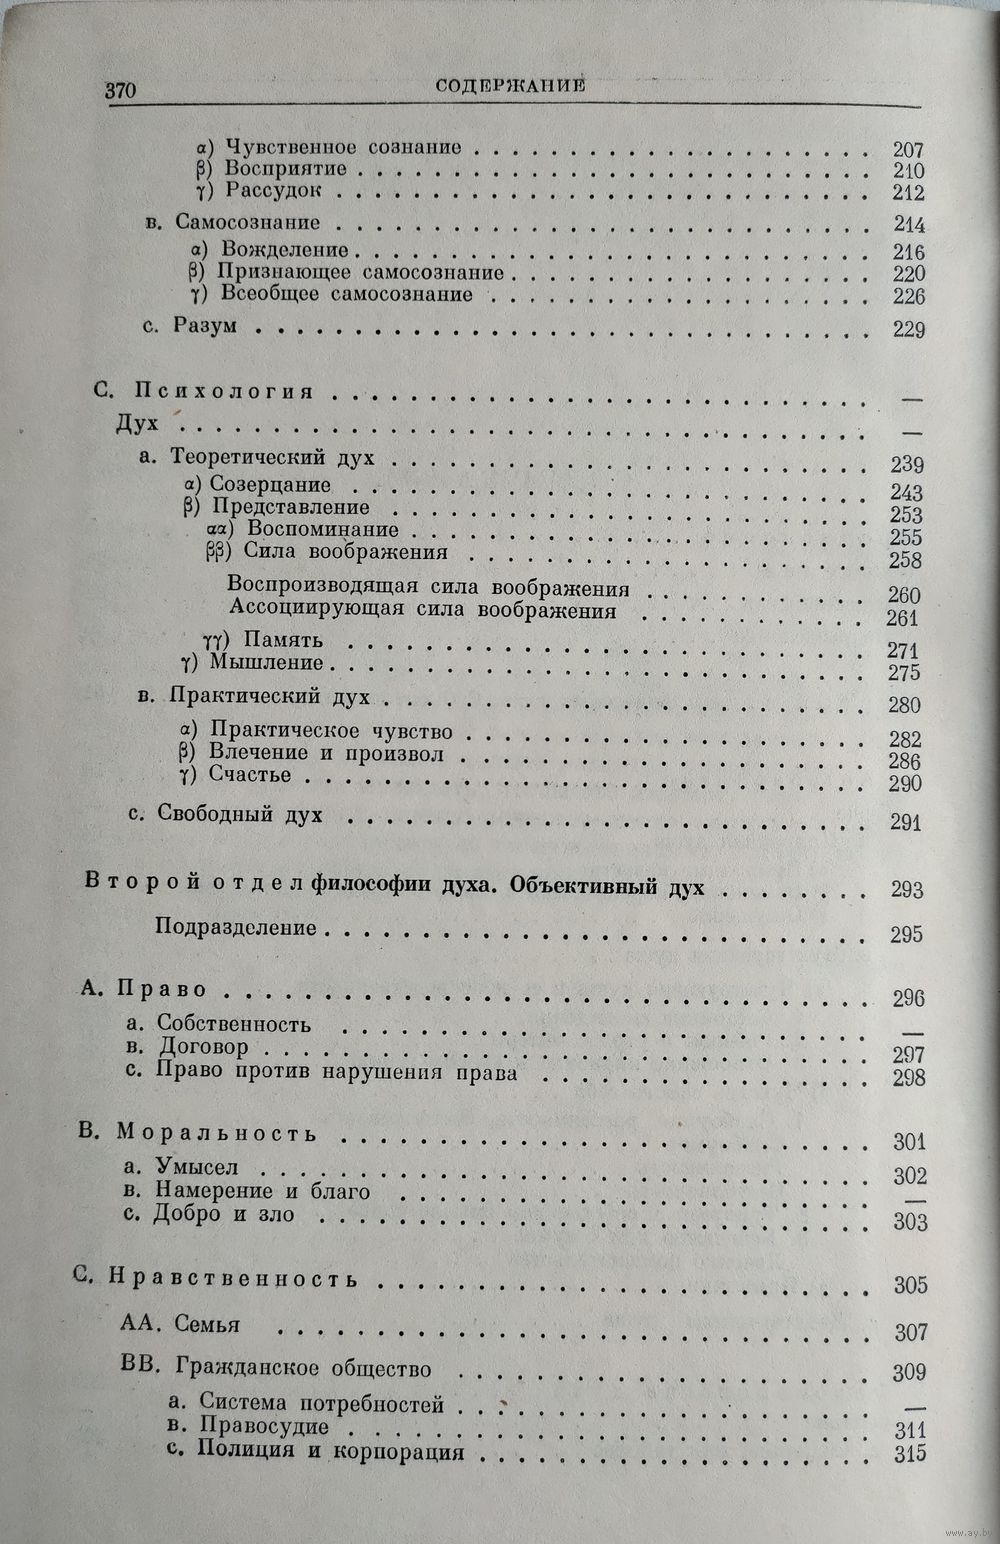 370 СОДЕРЖАНИЕ
α) Чувственное сознание . . . . . . . . . . . . . . . . . 207
β) Восприятие . . . . . . . . . . . . . . . . . . . . . . 210
γ) Рассудок . . . . . . . . . . . . . . . . . . . . . . . 212
в. Самосознание . . . . . . . . . . . . . . . . . . . . . 214
α) Вожделение . . . . . . . . . . . . . . . . . . . . . . 216
β) Признающее самосознание . . . . . . . . . . . . . . . 220
γ) Всеобщее самосознание . . . . . . . . . . . . . . . . 226
с. Разум . . . . . . . . . . . . . . . . . . . . . . . . 229
С. Психология . . . . . . . . . . . . . . . . . . . . . . —
Дух . . . . . . . . . . . . . . . . . . . . . . . . . . . —
а. Теоретический дух . . . . . . . . . . . . . . . . . . 239
α) Созерцание . . . . . . . . . . . . . . . . . . . . . . 243
β) Представление . . . . . . . . . . . . . . . . . . . . 253
αα) Воспоминание . . . . . . . . . . . . . . . . . . . . 255
ββ) Сила воображения . . . . . . . . . . . . . . . . . . 258
Воспроизводящая сила воображения . . . . . . . . . . . 260
Ассоциирующая сила воображения . . . . . . . . . . . . 261
γγ) Память . . . . . . . . . . . . . . . . . . . . . . . 271
γ) Мышление . . . . . . . . . . . . . . . . . . . . . . . 275
в. Практический дух . . . . . . . . . . . . . . . . . . . 280
α) Практическое чувство . . . . . . . . . . . . . . . . . 282
β) Влечение и произвол . . . . . . . . . . . . . . . . . 286
γ) Счастье . . . . . . . . . . . . . . . . . . . . . . . 290
с. Свободный дух . . . . . . . . . . . . . . . . . . . . 291
Второй отдел философии духа. Объективный дух . . . . . . . . 293
Подразделение . . . . . . . . . . . . . . . . . . . . . . 295
А. Право . . . . . . . . . . . . . . . . . . . . . . . . 296
а. Собственность . . . . . . . . . . . . . . . . . . . . —
в. Договор . . . . . . . . . . . . . . . . . . . . . . . 297
с. Право против нарушения права . . . . . . . . . . . . . 298
В. Моральность . . . . . . . . . . . . . . . . . . . . . 301
а. Умысел . . . . . . . . . . . . . . . . . . . . . . . . 302
в. Намерение и благо . . . . . . . . . . . . . . . . . . —
с. Добро и зло . . . . . . . . . . . . . . . . . . . . . 303
С. Нравственность . . . . . . . . . . . . . . . . . . . . 305
АА. Семья . . . . . . . . . . . . . . . . . . . . . . . . 307
ВВ. Гражданское общество . . . . . . . . . . . . . . . . 309
а. Система потребностей . . . . . . . . . . . . . . . . . —
в. Правосудие . . . . . . . . . . . . . . . . . . . . . . 311
с. Полиция и корпорация . . . . . . . . . . . . . . . . . 315
www.ay.by